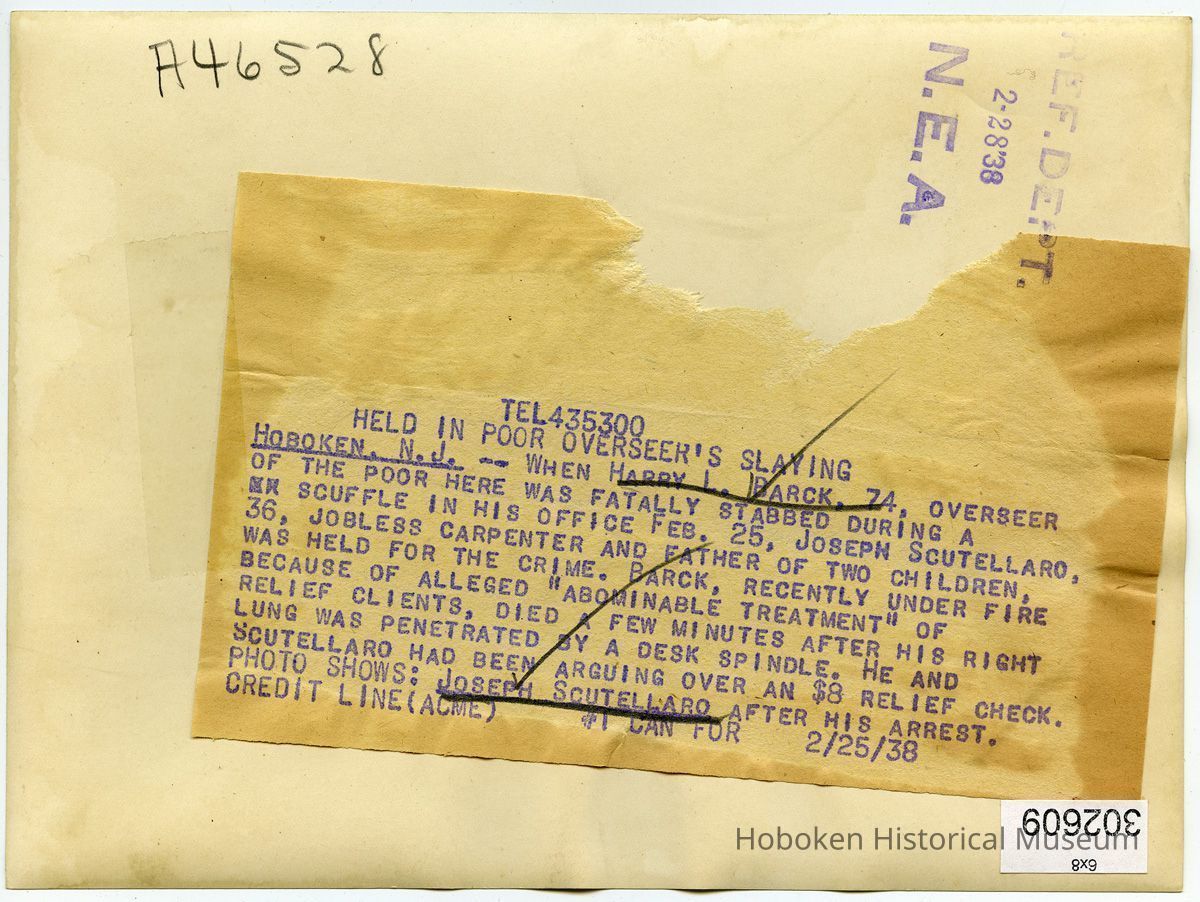 A46528
N.E.A.
2-28 38
REF. DEPT.
TEL435300
HELD IN POOR OVERSEER'S SLAYING
HOBOKEN, N.J. -- WHEN HARRY L. BARCK, 74, OVERSEER
OF THE POOR HERE WAS FATALLY STABBED DURING A
SCUFFLE IN HIS OFFICE FEB. 25, JOSEPH SCUTELLARO,
36, JOBLESS CARPENTER AND FATHER OF TWO CHILDREN,
WAS HELD FOR THE CRIME. BARCK, RECENTLY UNDER FIRE
BECAUSE OF ALLEGED "ABOMINABLE TREATMENT" OF
RELIEF CLIENTS, DIED A FEW MINUTES AFTER HIS RIGHT
LUNG WAS PENETRATED BY A DESK SPINDLE. HE AND
SCUTELLARO HAD BEEN ARGUING OVER AN $8 RELIEF CHECK.
PHOTO SHOWS: JOSEPH SCUTELLARO AFTER HIS ARREST.
CREDIT LINE(ACME) #1 CAN FOR 2/25/38
302609
6x8
Hoboken Historical Museum